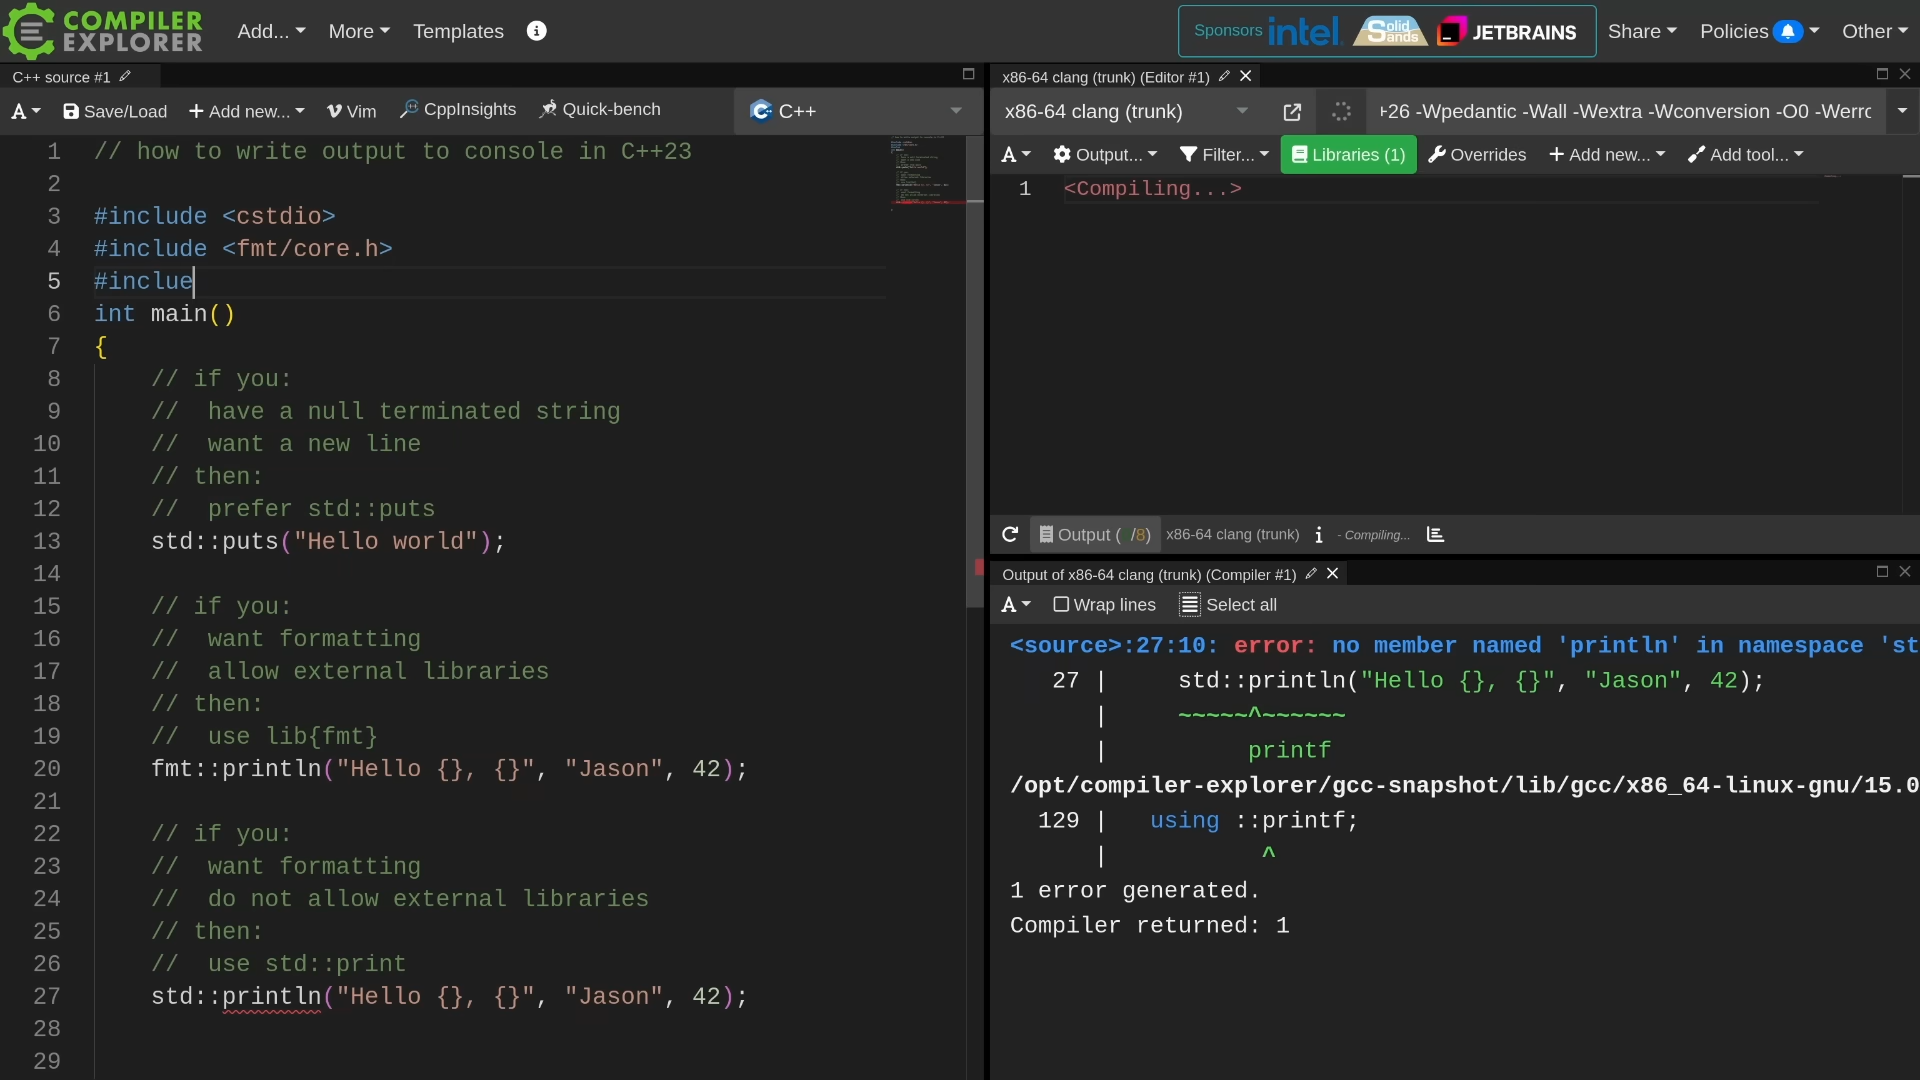 COMPILER EXPLORER
Add... More Templates
Sponsors intel. Solid Sands JETBRAINS Share Policies Other
C++ source #1
A Save/Load + Add new... Vim CppInsights Quick-bench C++
1 // how to write output to console in C++23
2
3 #include <cstdio>
4 #include <fmt/core.h>
5 #inclue
6 int main()
7 {
8 // if you:
9 //  have a null terminated string
10 //  want a new line
11 // then:
12 //  prefer std::puts
13 std::puts("Hello world");
14
15 // if you:
16 //  want formatting
17 //  allow external libraries
18 // then:
19 //  use lib{fmt}
20 fmt::println("Hello {}, {}", "Jason", 42);
21
22 // if you:
23 //  want formatting
24 //  do not allow external libraries
25 // then:
26 //  use std::print
27 std::println("Hello {}, {}", "Jason", 42);
28
29
x86-64 clang (trunk) (Editor #1)
x86-64 clang (trunk) +26 -Wpedantic -Wall -Wextra -Wconversion -O0 -Werro
A Output... Filter... Libraries (1) Overrides + Add new... Add tool...
1 <Compiling...>
Output ( /8) x86-64 clang (trunk) i - Compiling...
Output of x86-64 clang (trunk) (Compiler #1)
A Wrap lines Select all
<source>:27:10: error: no member named 'println' in namespace 'st
27 | std::println("Hello {}, {}", "Jason", 42);
| ~~~~~^~~~~~~
| printf
/opt/compiler-explorer/gcc-snapshot/lib/gcc/x86_64-linux-gnu/15.0
129 | using ::printf;
| ^
1 error generated.
Compiler returned: 1